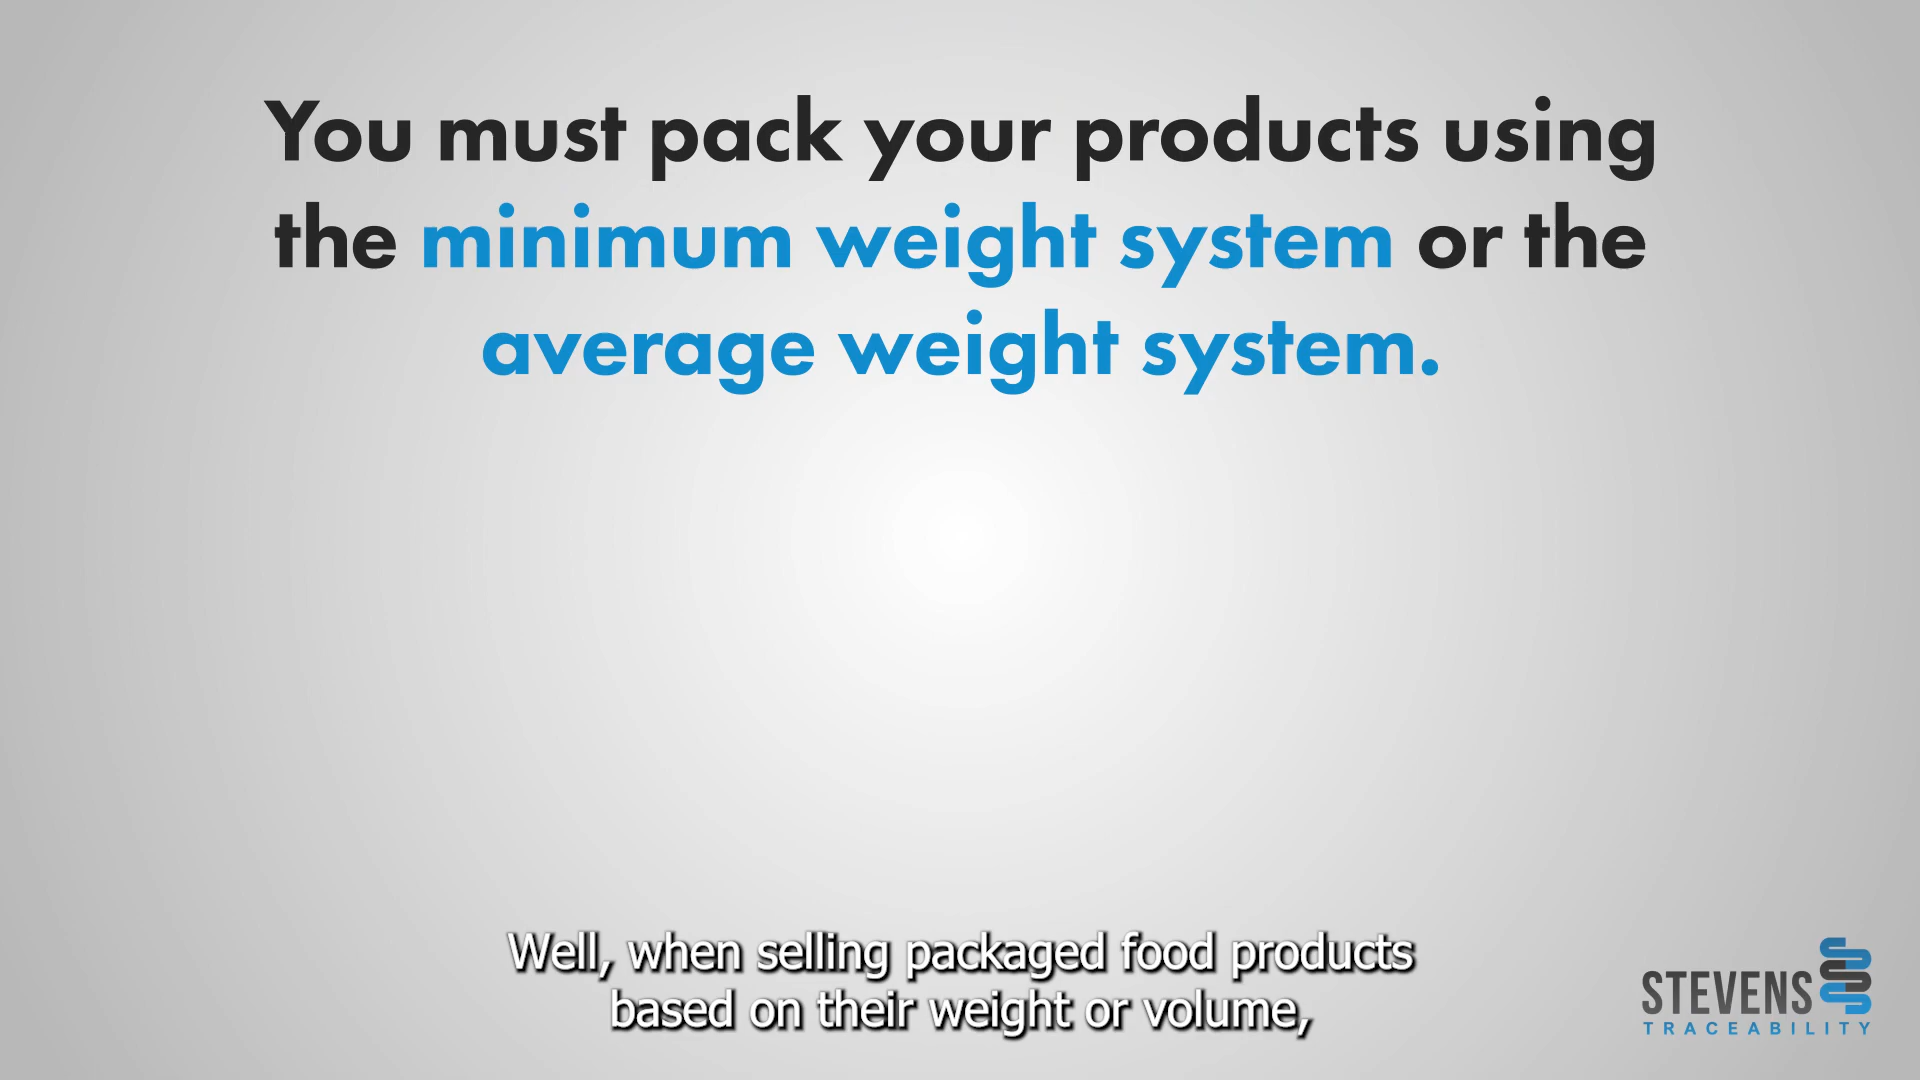 You must pack your products using
the minimum weight system or the
average weight system.
Well, when selling packaged food products
based on their weight or volume,
STEVENS
TRACEABILITY